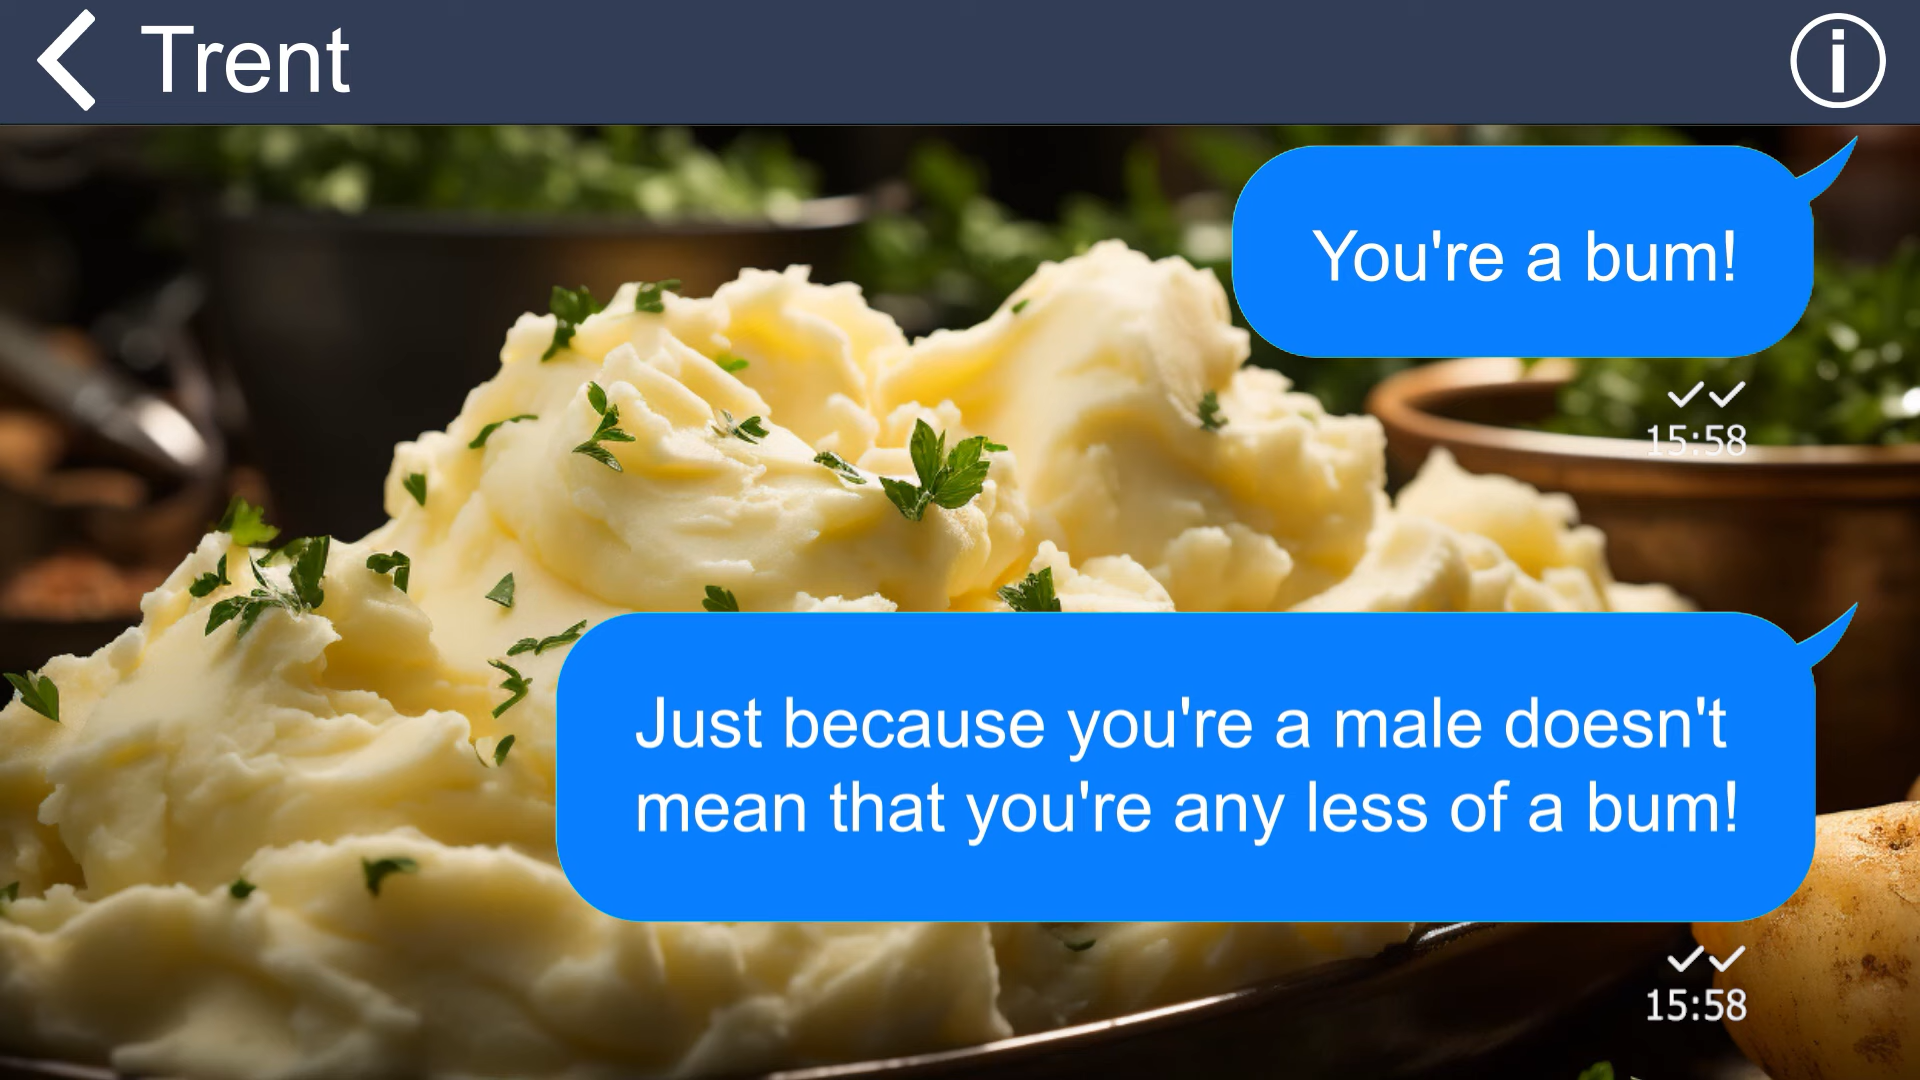 Trent
You're a bum!
15:58
Just because you're a male doesn't
mean that you're any less of a bum!
15:58